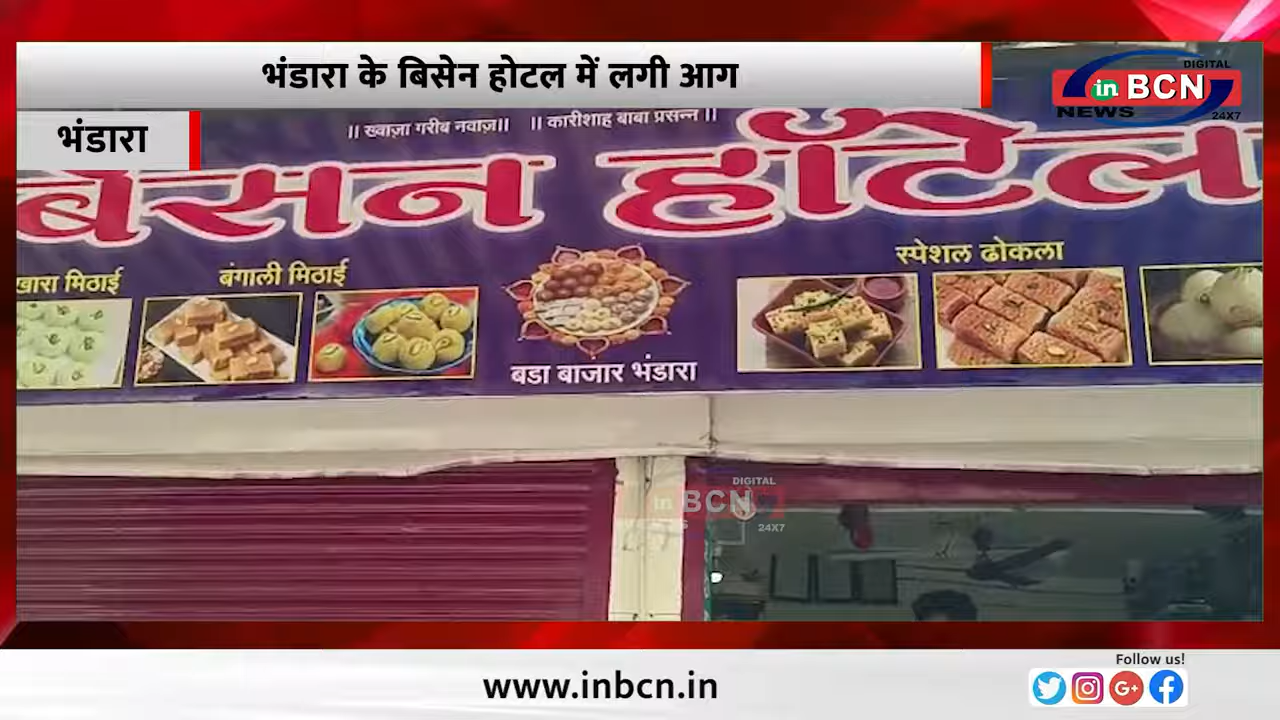 भंडारा के बिसेन होटल में लगी आग
भंडारा
in BCN
DIGITAL
NEWS
24X7
॥ ख्वाज़ा गरीब नवाज़॥ ॥ कारीशाह बाबा प्रसन्न ॥
बिसेन हॉटेल
खारा मिठाई
बंगाली मिठाई
स्पेशल ढोकला
बडा बाजार भंडारा
DIGITAL
in BCN
24X7
www.inbcn.in
Follow us!